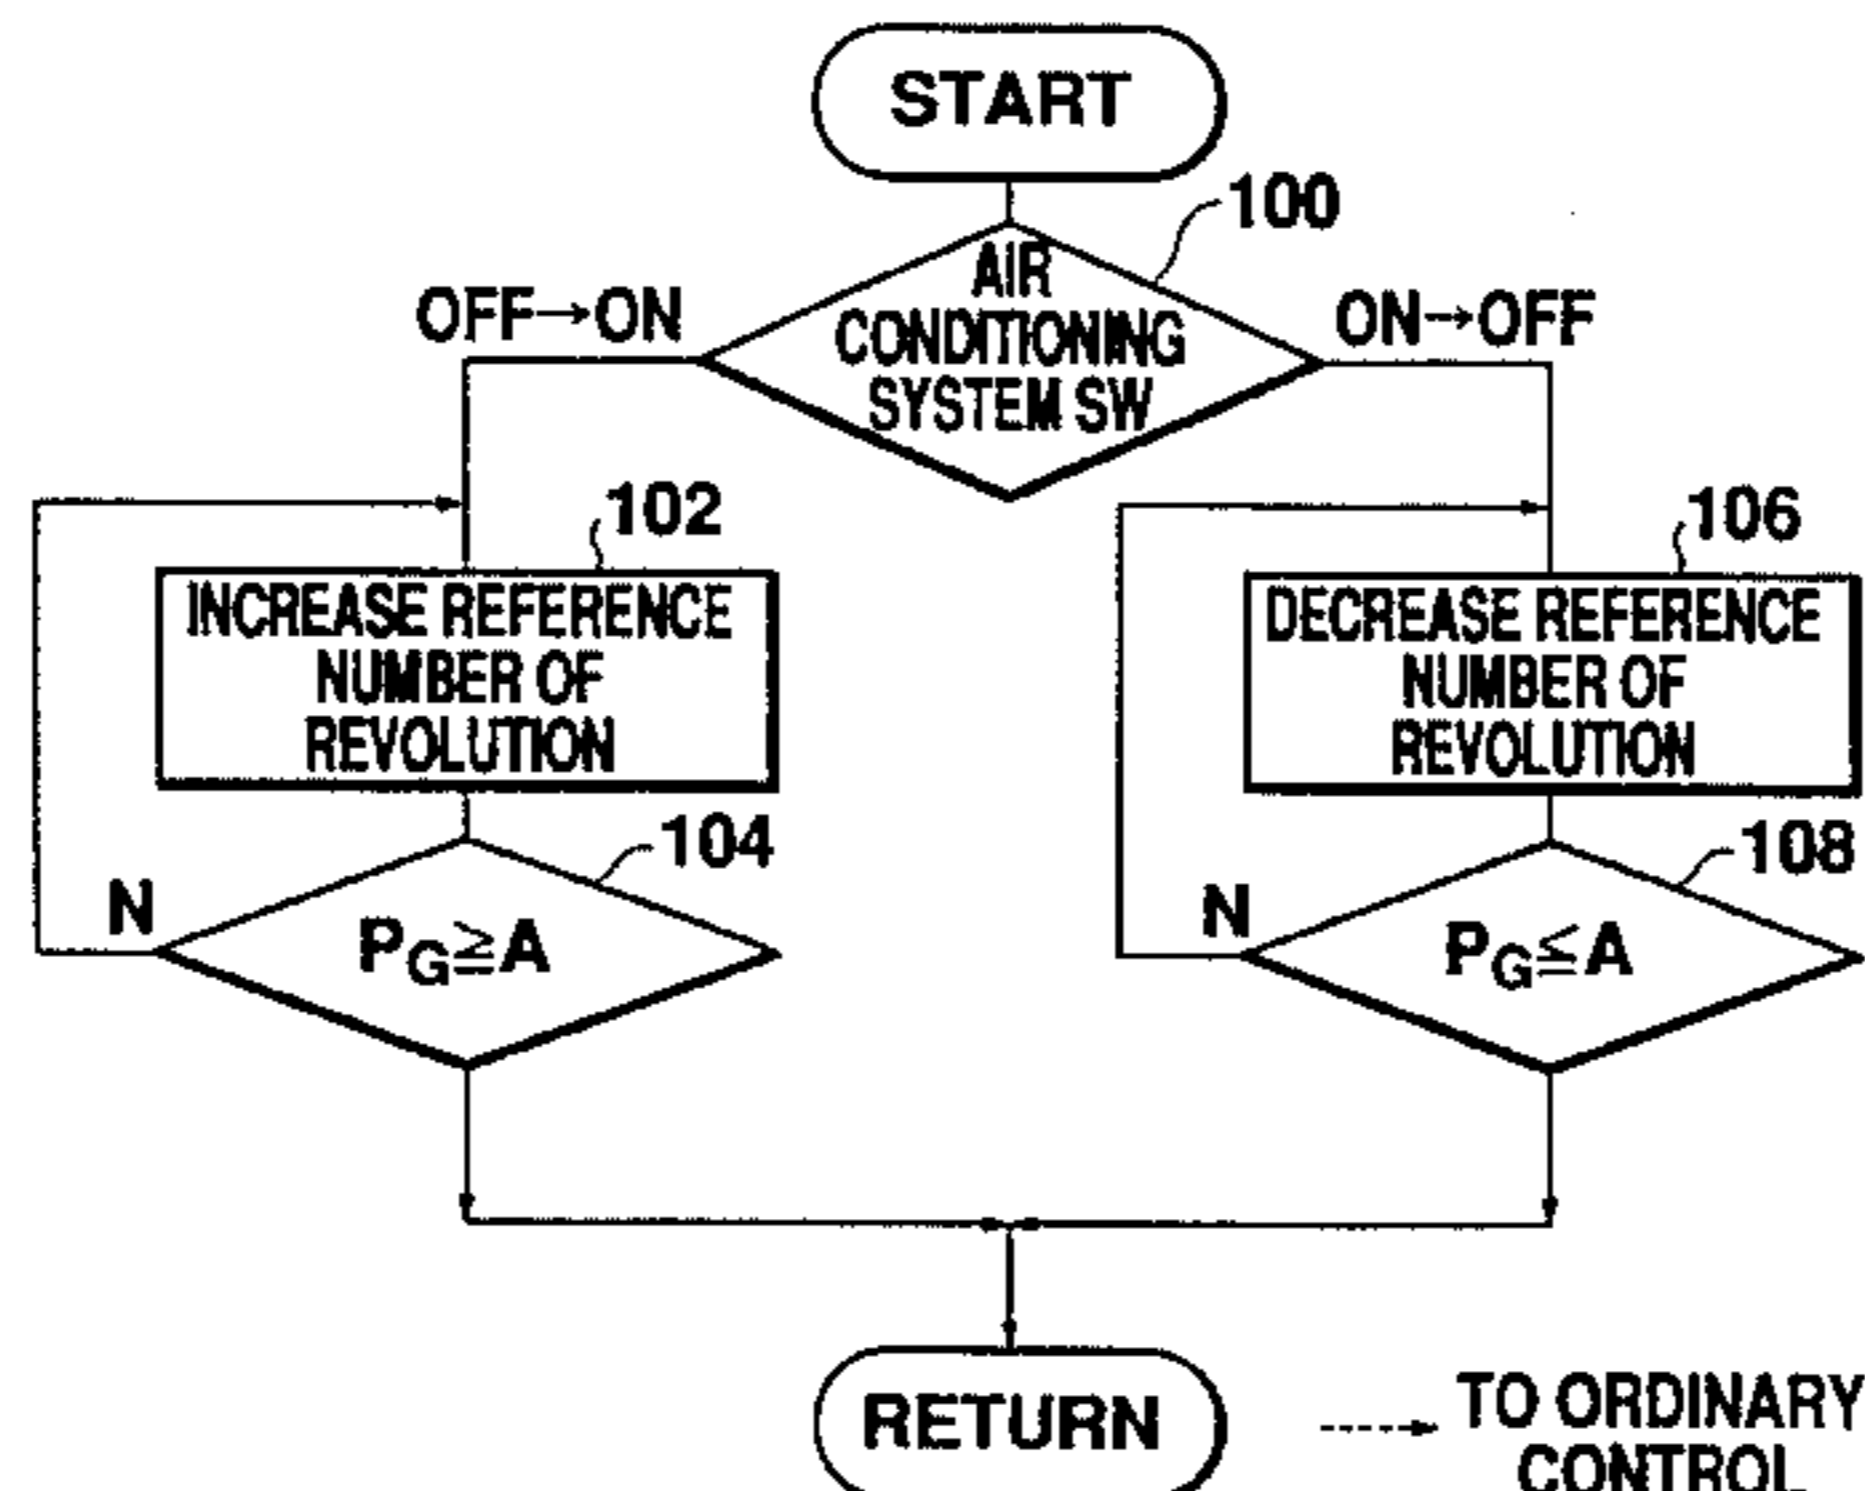 START
100
AIR
CONDITIONING
SYSTEM SW
OFF→ON
ON→OFF
102
INCREASE REFERENCE
NUMBER OF
REVOLUTION
106
DECREASE REFERENCE
NUMBER OF
REVOLUTION
104
N
PG≧A
108
N
PG≦A
RETURN
TO ORDINARY
CONTROL